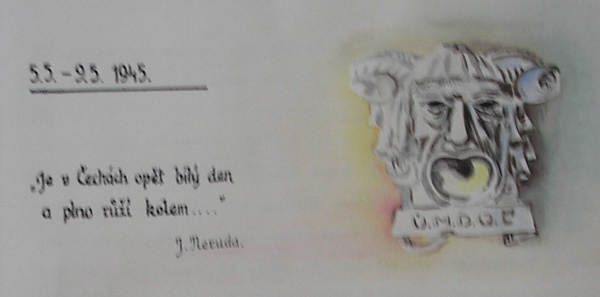 5.5. – 9.5. 1945.
„Je v Čechách opět bílý den
a plno růží kolem...."
J. Neruda.